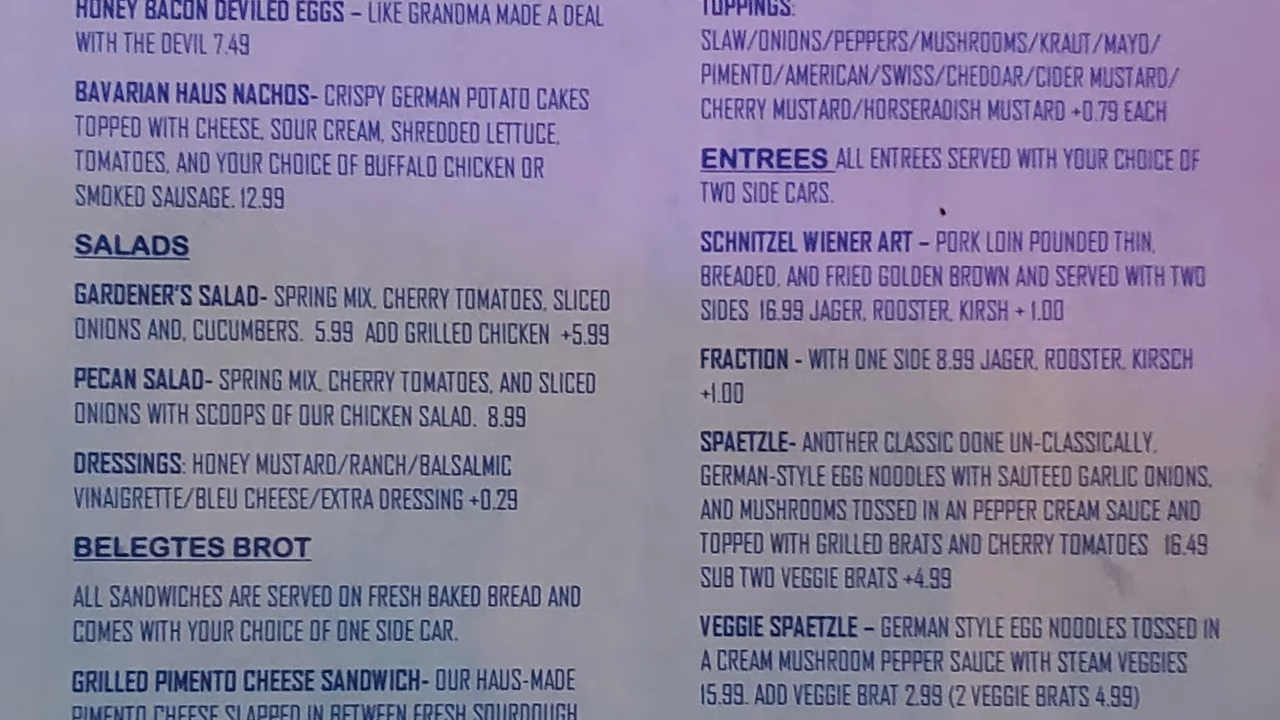 HONEY BACON DEVILED EGGS – LIKE GRANDMA MADE A DEAL
WITH THE DEVIL 7.49
BAVARIAN HAUS NACHOS- CRISPY GERMAN POTATO CAKES
TOPPED WITH CHEESE, SOUR CREAM, SHREDDED LETTUCE,
TOMATOES, AND YOUR CHOICE OF BUFFALO CHICKEN OR
SMOKED SAUSAGE. 12.99
SALADS
GARDENER'S SALAD- SPRING MIX, CHERRY TOMATOES, SLICED
ONIONS AND, CUCUMBERS. 5.99 ADD GRILLED CHICKEN +5.99
PECAN SALAD- SPRING MIX, CHERRY TOMATOES, AND SLICED
ONIONS WITH SCOOPS OF OUR CHICKEN SALAD. 8.99
DRESSINGS: HONEY MUSTARD/RANCH/BALSALMIC
VINAIGRETTE/BLEU CHEESE/EXTRA DRESSING +0.29
BELEGTES BROT
ALL SANDWICHES ARE SERVED ON FRESH BAKED BREAD AND
COMES WITH YOUR CHOICE OF ONE SIDE CAR.
GRILLED PIMENTO CHEESE SANDWICH- OUR HAUS-MADE
PIMENTO CHEESE SLAPPED IN BETWEEN FRESH SOURDOUGH
TOPPINGS:
SLAW/ONIONS/PEPPERS/MUSHROOMS/KRAUT/MAYO/
PIMENTO/AMERICAN/SWISS/CHEDDAR/CIDER MUSTARD/
CHERRY MUSTARD/HORSERADISH MUSTARD +0.79 EACH
ENTREES ALL ENTREES SERVED WITH YOUR CHOICE OF
TWO SIDE CARS.
SCHNITZEL WIENER ART – PORK LOIN POUNDED THIN,
BREADED, AND FRIED GOLDEN BROWN AND SERVED WITH TWO
SIDES 16.99 JAGER, ROOSTER, KIRSH + 1.00
FRACTION - WITH ONE SIDE 8.99 JAGER, ROOSTER, KIRSCH
+1.00
SPAETZLE- ANOTHER CLASSIC DONE UN-CLASSICALLY,
GERMAN-STYLE EGG NOODLES WITH SAUTEED GARLIC ONIONS,
AND MUSHROOMS TOSSED IN AN PEPPER CREAM SAUCE AND
TOPPED WITH GRILLED BRATS AND CHERRY TOMATOES 16.49
SUB TWO VEGGIE BRATS +4.99
VEGGIE SPAETZLE – GERMAN STYLE EGG NOODLES TOSSED IN
A CREAM MUSHROOM PEPPER SAUCE WITH STEAM VEGGIES
15.99. ADD VEGGIE BRAT 2.99 (2 VEGGIE BRATS 4.99)